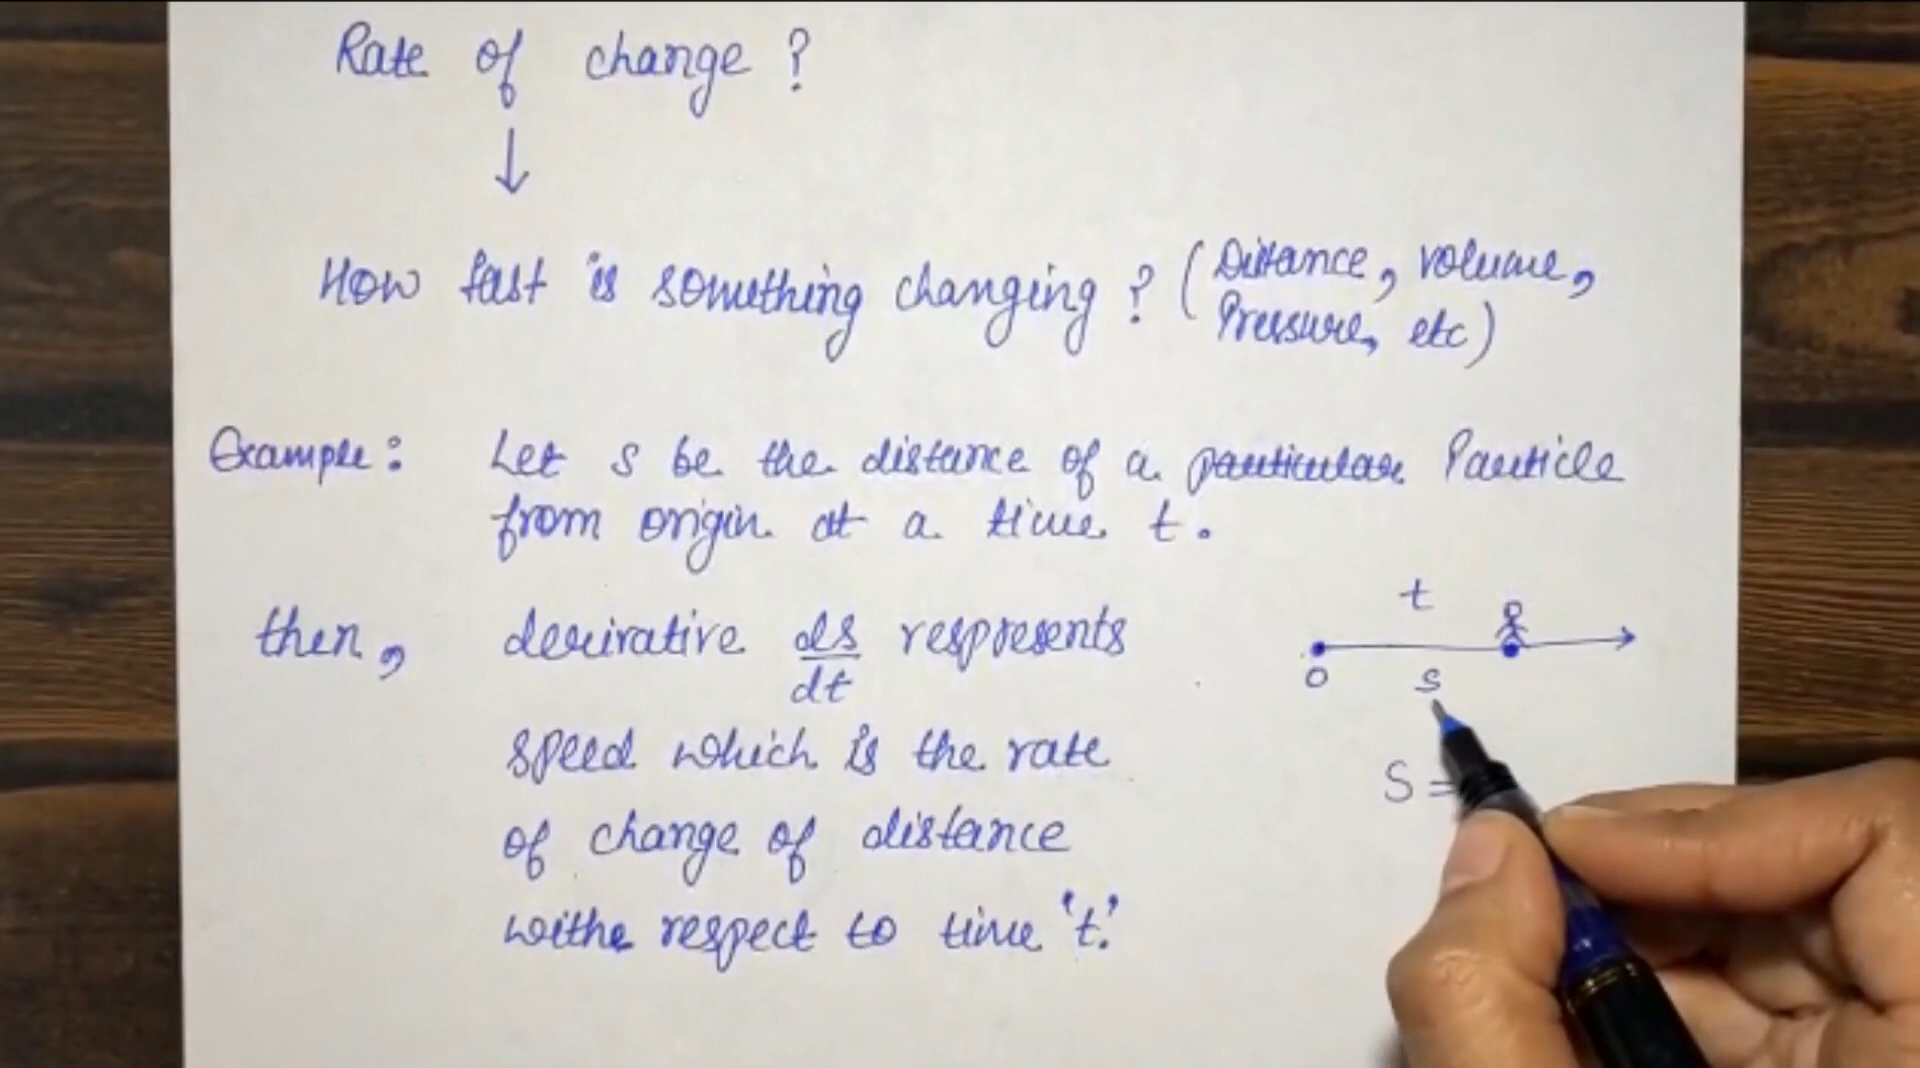 Rate of change ?
↓
How fast is something changing ? (Distance, volume,
Pressure, etc)
Example : Let s be the distance of a particular Particle
from origin at a time t .
then, derivative ds/dt respresents
t
O
s
speed which is the rate
S =
of change of distance
withe respect to time 't'.